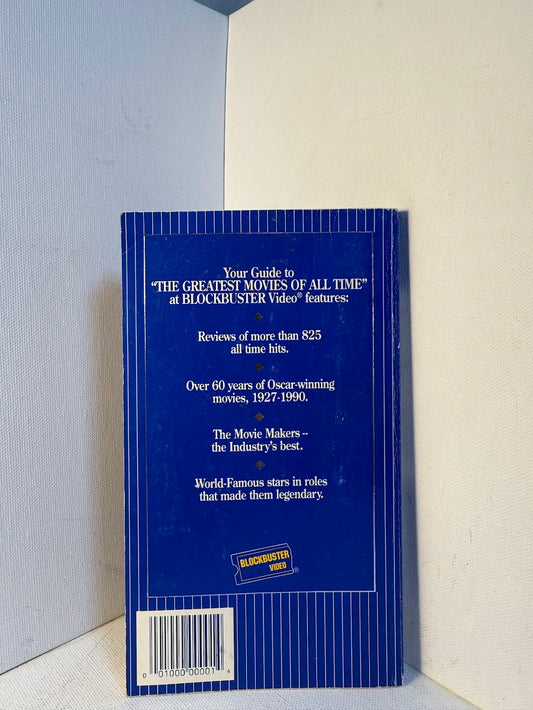 Your Guide to
"THE GREATEST MOVIES OF ALL TIME"
at BLOCKBUSTER Video® features:
Reviews of more than 825
all time hits.
Over 60 years of Oscar-winning
movies, 1927-1990.
The Movie Makers--
the Industry's best.
World-Famous stars in roles
that made them legendary.
BLOCKBUSTER
VIDEO ®
0 01000 00001 4